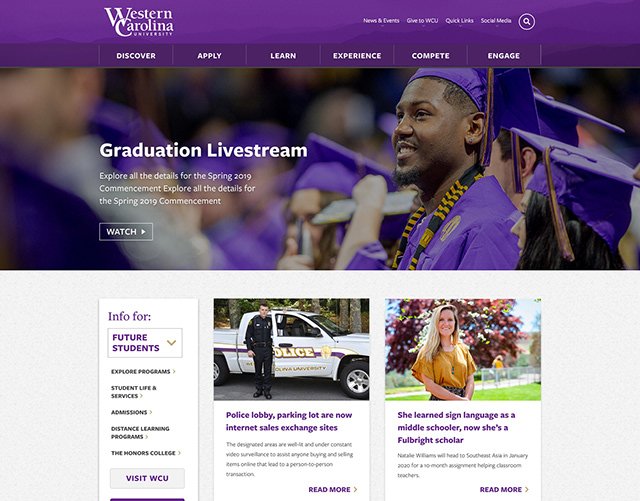 Western
Carolina
UNIVERSITY
News & Events
Give to WCU
Quick Links
Social Media
DISCOVER
APPLY
LEARN
EXPERIENCE
COMPETE
ENGAGE
Graduation Livestream
Explore all the details for the Spring 2019
Commencement Explore all the details for
the Spring 2019 Commencement
WATCH
Info for:
FUTURE
STUDENTS
EXPLORE PROGRAMS
STUDENT LIFE &
SERVICES
ADMISSIONS
DISTANCE LEARNING
PROGRAMS
THE HONORS COLLEGE
VISIT WCU
POLICE
Police lobby, parking lot are now
internet sales exchange sites
The designated areas are well-lit and under constant
video surveillance to assist anyone buying and selling
items online that lead to a person-to-person
transaction.
READ MORE
She learned sign language as a
middle schooler, now she's a
Fulbright scholar
Natalie Williams will head to Southeast Asia in January
2020 for a 10-month assignment helping classroom
teachers.
READ MORE